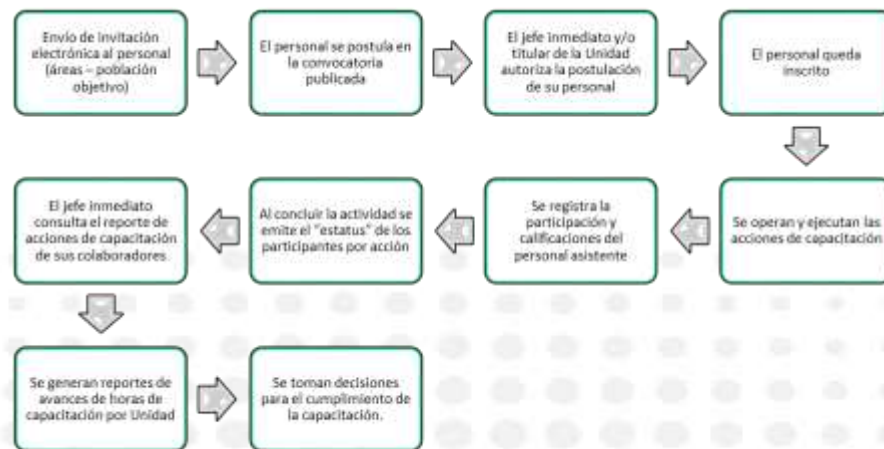 Envío de invitación
electrónica al personal
(áreas – población
objetivo)
El personal se postula en
la convocatoria
publicada
El jefe inmediato y/o
titular de la Unidad
autoriza la postulación
de su personal
El personal queda
inscrito
El jefe inmediato
consulta el reporte de
acciones de capacitación
de sus colaboradores
Al concluir la actividad se
emite el "estatus" de los
participantes por acción
Se registra la
participación y
calificaciones del
personal asistente
Se operan y ejecutan las
acciones de capacitación
Se generan reportes de
avances de horas de
capacitación por Unidad
Se toman decisiones
para el cumplimiento de
la capacitación.